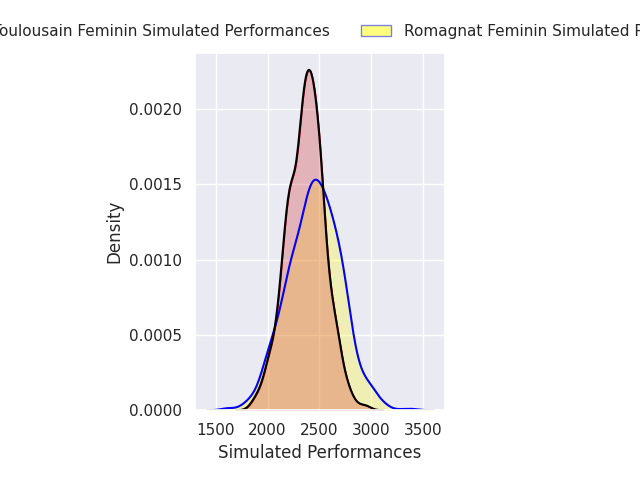 Toulousain Feminin Simulated Performances
Romagnat Feminin Simulated
0.0020
0.0015
0.0010
0.0005
0.0000
Density
1500 2000 2500 3000 3500
Simulated Performances